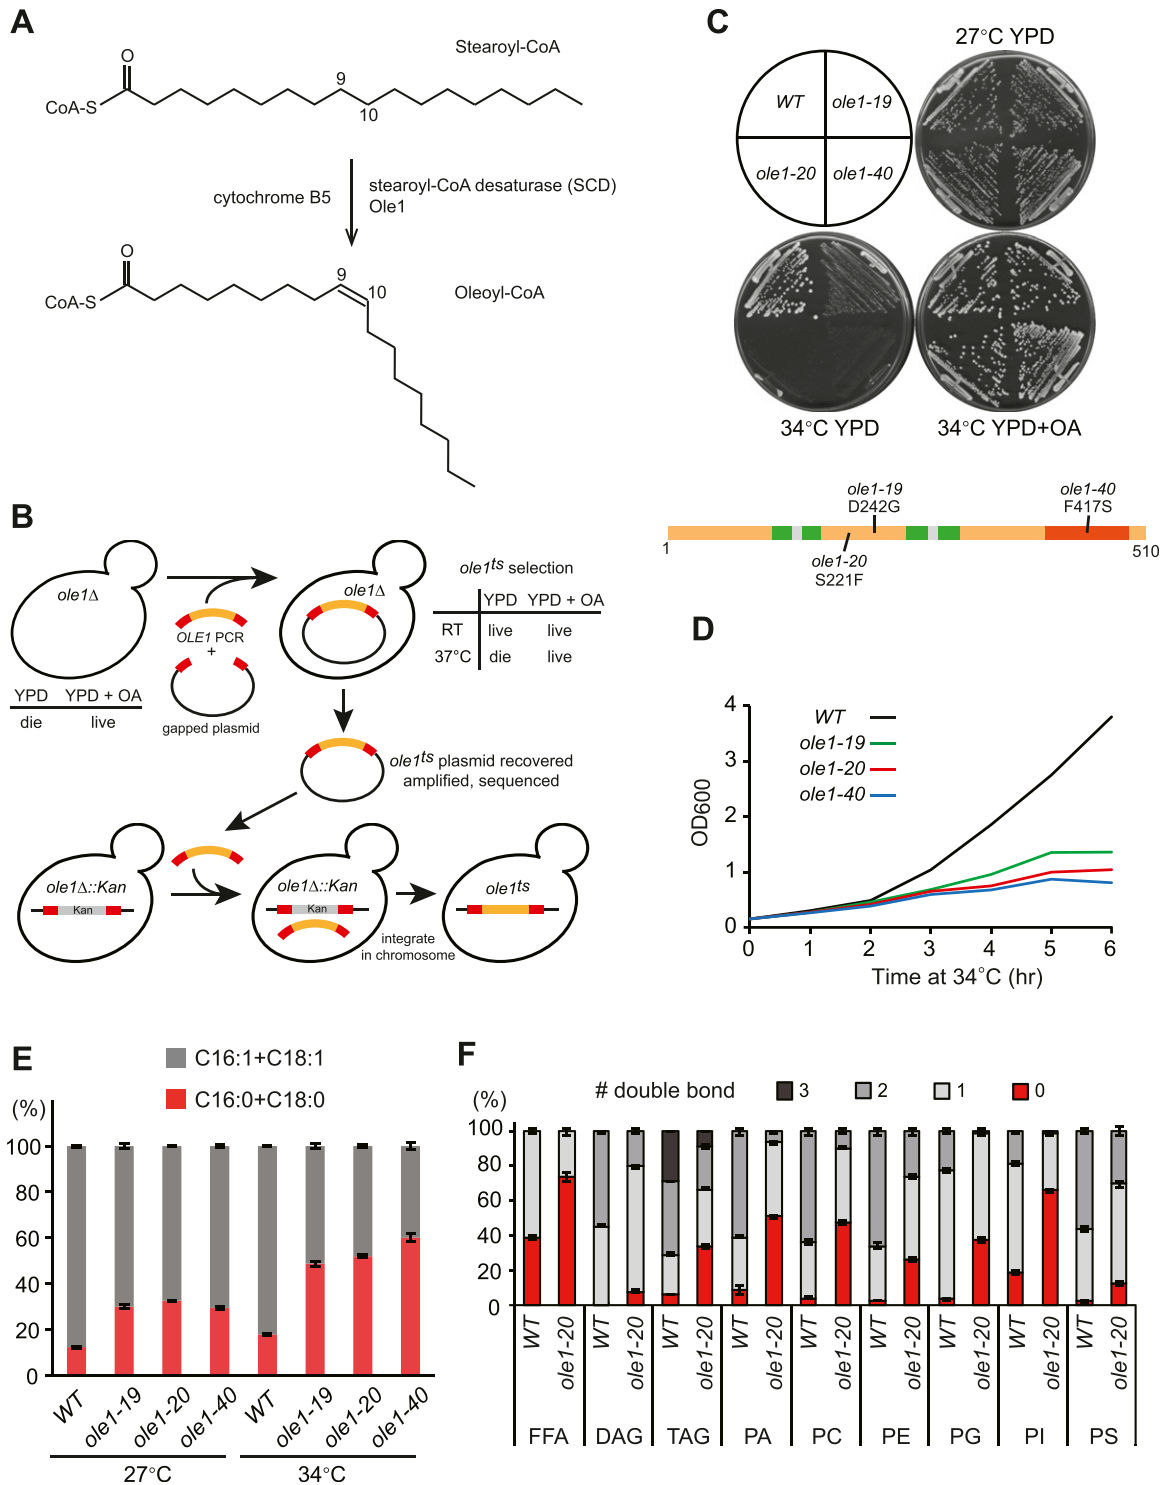 A
O
Stearoyl-CoA
9
CoA-S
10
cytochrome B5
stearoyl-CoA desaturase (SCD)
Ole1
O
9
10
CoA-S
Oleoyl-CoA
B
ole1Δ
OLE1 PCR
+
gapped plasmid
YPD YPD + OA
die live
ole1Δ
ole1ts selection
YPD YPD + OA
RT live live
37°C die live
ole1ts plasmid recovered
amplified, sequenced
ole1Δ::Kan
Kan
ole1Δ::Kan
Kan
integrate
in chromosome
ole1ts
C
27°C YPD
WT ole1-19
ole1-20 ole1-40
34°C YPD 34°C YPD+OA
ole1-19
D242G
ole1-40
F417S
1
510
ole1-20
S221F
D
OD600
4
3
2
1
0
WT
ole1-19
ole1-20
ole1-40
0 1 2 3 4 5 6
Time at 34°C (hr)
E
C16:1+C18:1
C16:0+C18:0
(%)
100
80
60
40
20
0
WT ole1-19 ole1-20 ole1-40 WT ole1-19 ole1-20 ole1-40
27°C 34°C
F
# double bond 3 2 1 0
(%)
100
80
60
40
20
0
WT ole1-20 WT ole1-20 WT ole1-20 WT ole1-20 WT ole1-20 WT ole1-20 WT ole1-20 WT ole1-20 WT ole1-20
FFA DAG TAG PA PC PE PG PI PS